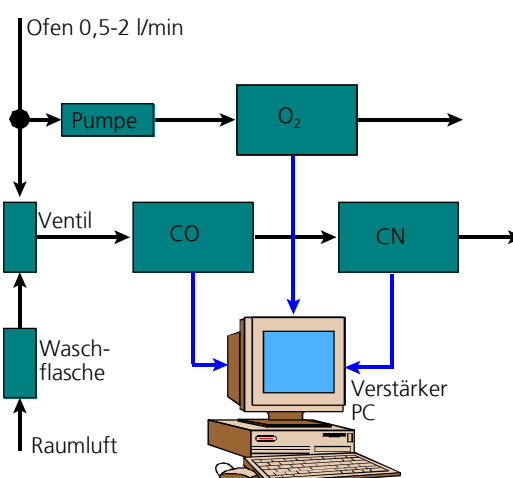 Ofen 0,5-2 l/min
Pumpe
O₂
Ventil
CO
CN
Wasch-
flasche
Verstärker
PC
Raumluft